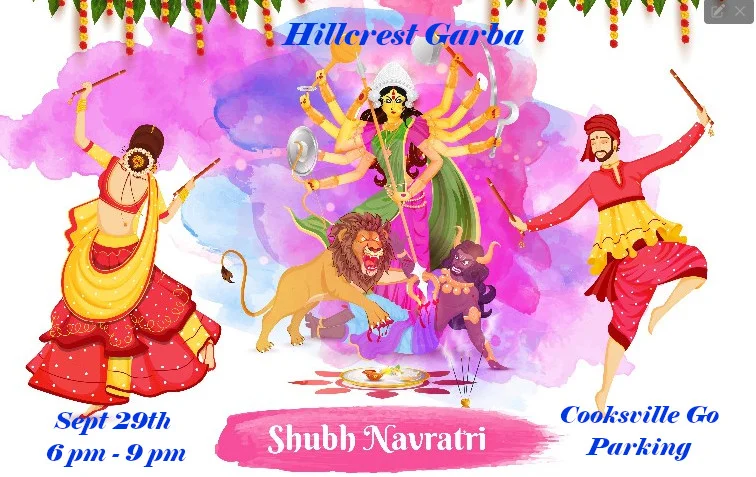 Hillcrest Garba
Sept 29th
6 pm - 9 pm
Shubh Navratri
Cooksville Go
Parking